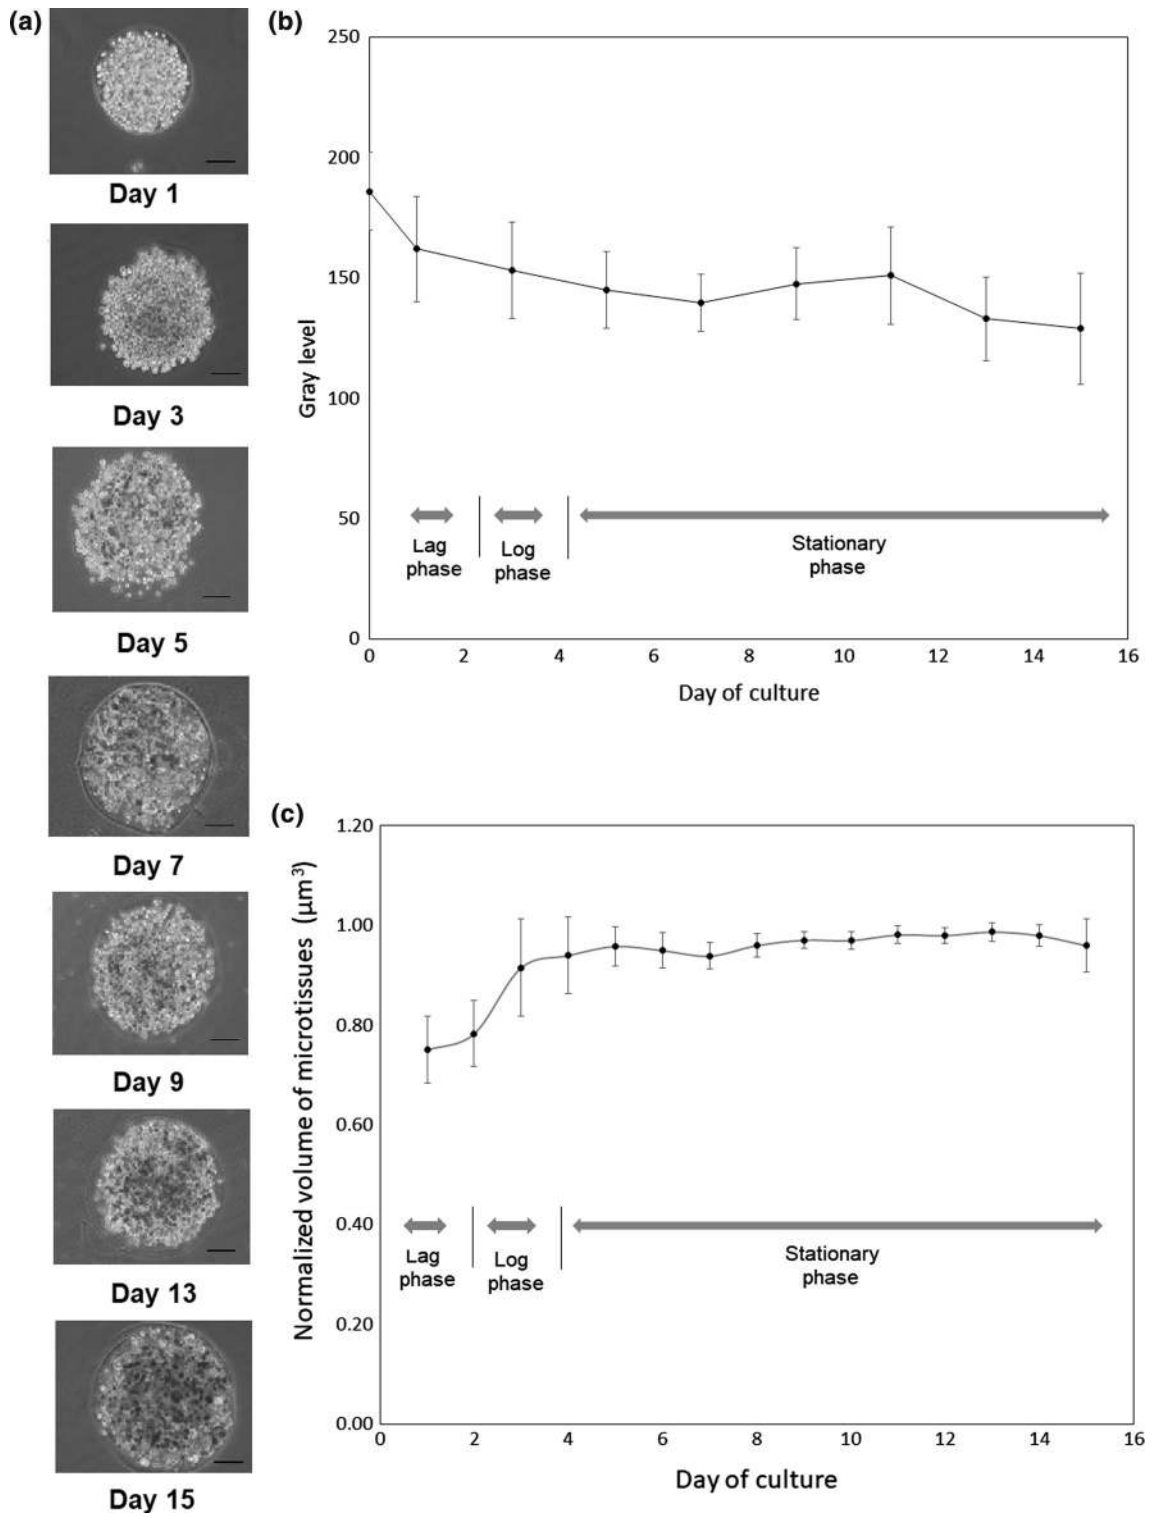 (a)
Day 1
Day 3
Day 5
Day 7
Day 9
Day 13
Day 15
(b)
250
200
150
100
50
0
Gray level
Lag
phase
Log
phase
Stationary
phase
0 2 4 6 8 10 12 14 16
Day of culture
(c)
1.20
1.00
0.80
0.60
0.40
0.20
0.00
Normalized volume of microtissues (μm³)
Lag
phase
Log
phase
Stationary
phase
0 2 4 6 8 10 12 14 16
Day of culture